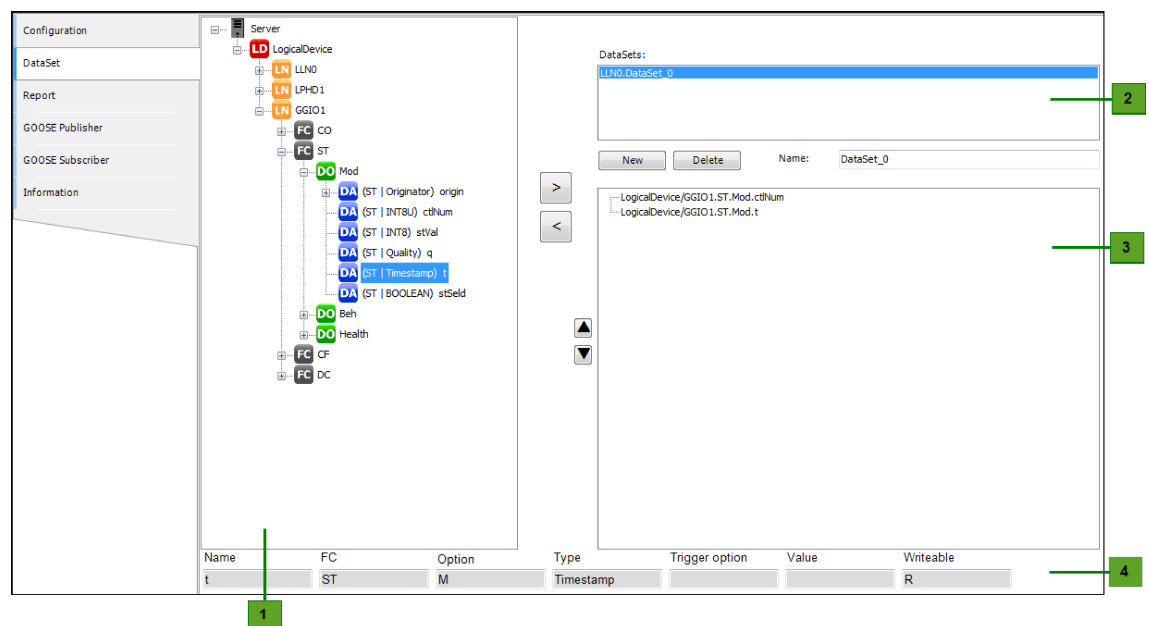 Configuration
DataSet
Report
GOOSE Publisher
GOOSE Subscriber
Information
Server
LD LogicalDevice
LN LLN0
LN LPHD1
LN GGIO1
FC CO
FC ST
DO Mod
DA (ST | Originator) origin
DA (ST | INT8U) ctlNum
DA (ST | INT8) stVal
DA (ST | Quality) q
DA (ST | Timestamp) t
DA (ST | BOOLEAN) stSeld
DO Beh
DO Health
FC CF
FC DC
>
<
DataSets:
LLN0.DataSet_0
2
New Delete Name: DataSet_0
LogicalDevice/GGIO1.ST.Mod.ctlNum
LogicalDevice/GGIO1.ST.Mod.t
3
Name FC Option Type Trigger option Value Writeable
t ST M Timestamp R
4
1